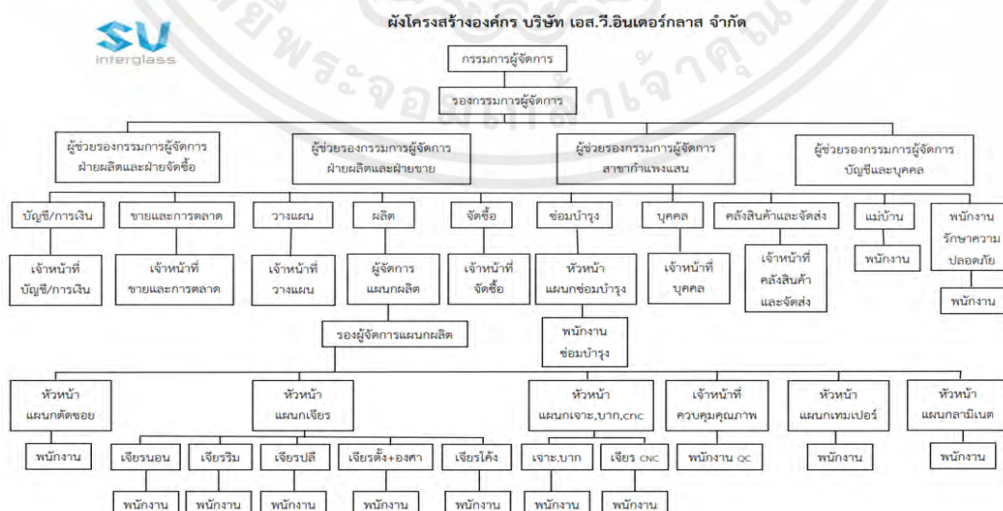 ยพระจอมเกล้าเจ้าคุณ
SV
interglass
ผังโครงสร้างองค์กร บริษัท เอส.วี.อินเตอร์กลาส จำกัด
กรรมการผู้จัดการ
รองกรรมการผู้จัดการ
ผู้ช่วยรองกรรมการผู้จัดการ
ฝ่ายผลิตและฝ่ายจัดซื้อ
ผู้ช่วยรองกรรมการผู้จัดการ
ฝ่ายผลิตและฝ่ายขาย
ผู้ช่วยรองกรรมการผู้จัดการ
สาขากำแพงแสน
ผู้ช่วยรองกรรมการผู้จัดการ
บัญชีและบุคคล
บัญชี/การเงิน
ขายและการตลาด
วางแผน
ผลิต
จัดซื้อ
ซ่อมบำรุง
บุคคล
คลังสินค้าและจัดส่ง
แม่บ้าน
พนักงาน
รักษาความ
ปลอดภัย
เจ้าหน้าที่
บัญชี/การเงิน
เจ้าหน้าที่
ขายและการตลาด
เจ้าหน้าที่
วางแผน
ผู้จัดการ
แผนกผลิต
เจ้าหน้าที่
จัดซื้อ
หัวหน้า
แผนกซ่อมบำรุง
เจ้าหน้าที่
บุคคล
เจ้าหน้าที่
คลังสินค้า
และจัดส่ง
พนักงาน
พนักงาน
รองผู้จัดการแผนกผลิต
พนักงาน
ซ่อมบำรุง
หัวหน้า
แผนกตัดซอย
หัวหน้า
แผนกเจียร
หัวหน้า
แผนกเจาะ,บาก,cnc
เจ้าหน้าที่
ควบคุมคุณภาพ
หัวหน้า
แผนกเทมเปอร์
หัวหน้า
แผนกลามิเนต
พนักงาน
เจียรนอน
เจียรริม
เจียรปลี
เจียรตั้ง+องศา
เจียรโค้ง
เจาะ,บาก
เจียร CNC
พนักงาน QC
พนักงาน
พนักงาน
พนักงาน
พนักงาน
พนักงาน
พนักงาน
พนักงาน
พนักงาน
พนักงาน